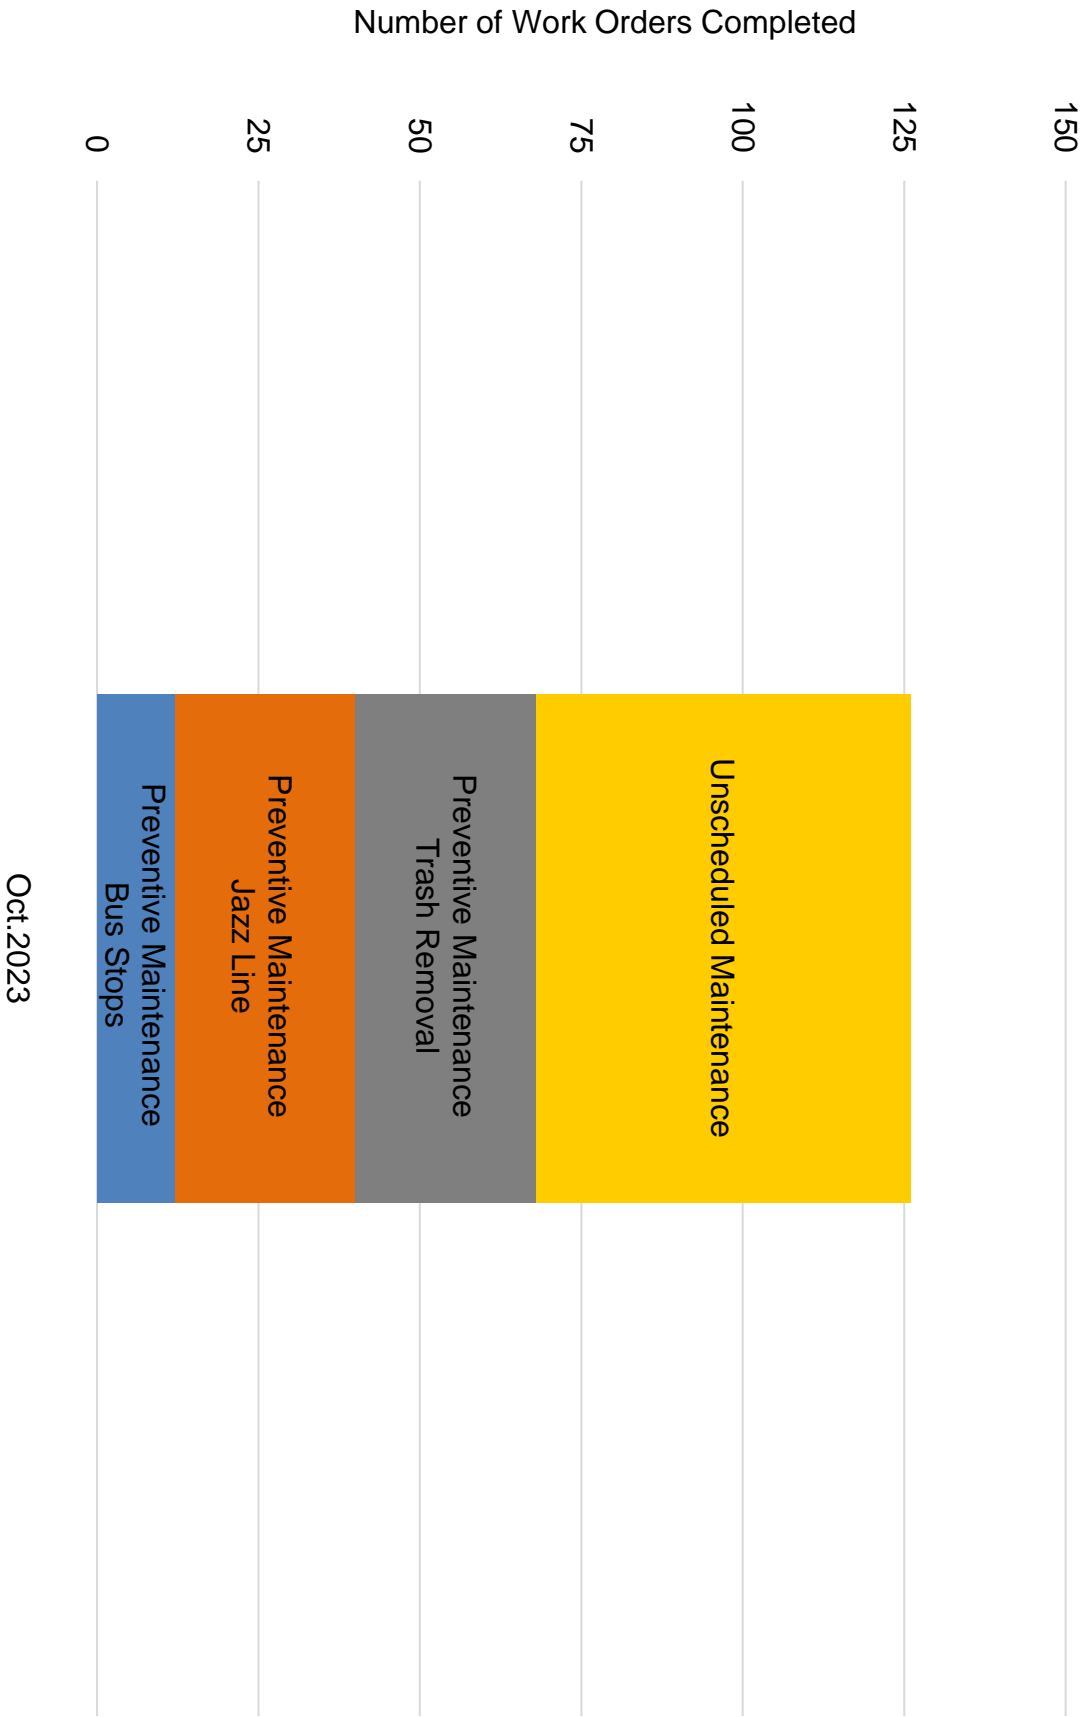 Number of Work Orders Completed
150
125
100
75
50
25
0
Unscheduled Maintenance
Preventive Maintenance
Trash Removal
Preventive Maintenance
Jazz Line
Preventive Maintenance
Bus Stops
Oct.2023